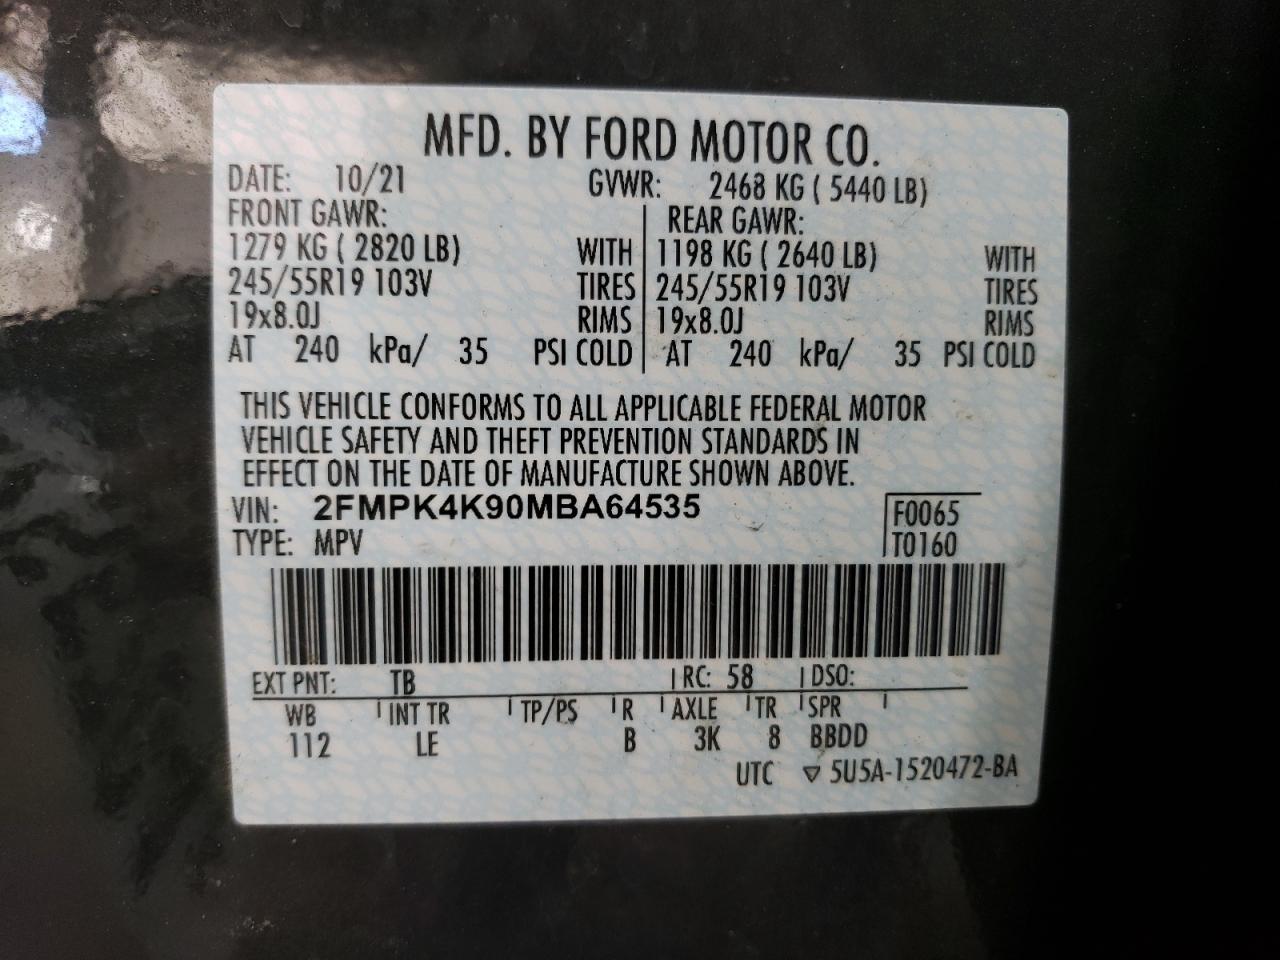 MFD. BY FORD MOTOR CO.
DATE: 10/21 GVWR: 2468 KG ( 5440 LB)
FRONT GAWR: REAR GAWR:
1279 KG ( 2820 LB) WITH 1198 KG ( 2640 LB) WITH
245/55R19 103V TIRES 245/55R19 103V TIRES
19x8.0J RIMS 19x8.0J RIMS
AT 240 kPa/ 35 PSI COLD AT 240 kPa/ 35 PSI COLD
THIS VEHICLE CONFORMS TO ALL APPLICABLE FEDERAL MOTOR
VEHICLE SAFETY AND THEFT PREVENTION STANDARDS IN
EFFECT ON THE DATE OF MANUFACTURE SHOWN ABOVE.
VIN: 2FMPK4K90MBA64535 F0065
TYPE: MPV T0160
EXT PNT: TB RC: 58 DSO:
WB INT TR TP/PS R AXLE TR SPR
112 LE B 3K 8 BBDD
UTC ▽ 5U5A-1520472-BA